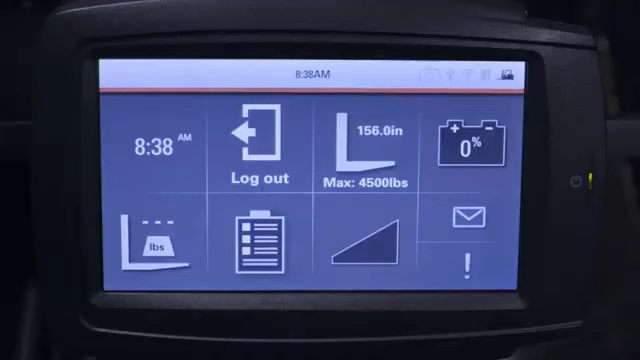 8:38AM
8:38 AM
Log out
156.0in
Max: 4500lbs
+ -
0%
--- lbs
!